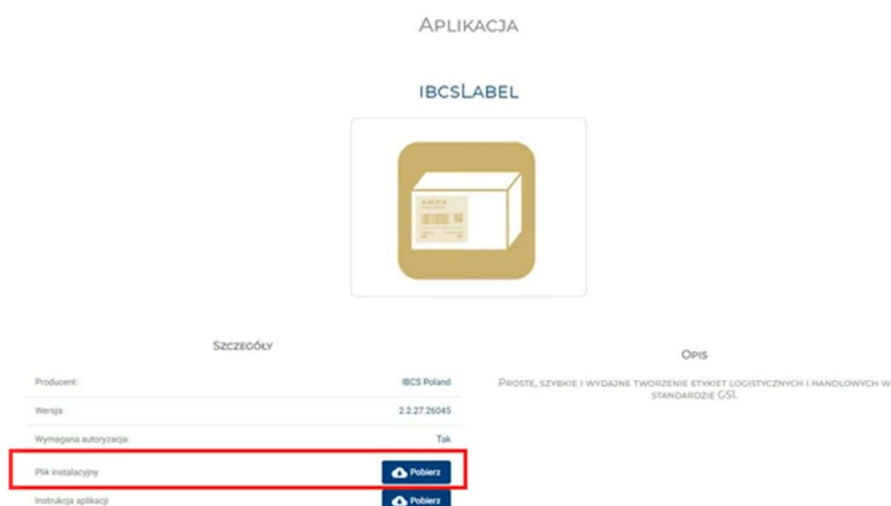 Aplikacja
ibcsLabel
Szczegóły
Producent: IBCS Poland
Wersja: 2.2.27.26045
Wymagana autoryzacja: Tak
Plik instalacyjny Pobierz
Instrukcja aplikacji Pobierz
Opis
Proste, szybkie i wydajne tworzenie etykiet logistycznych i handlowych w
standardzie GS1.